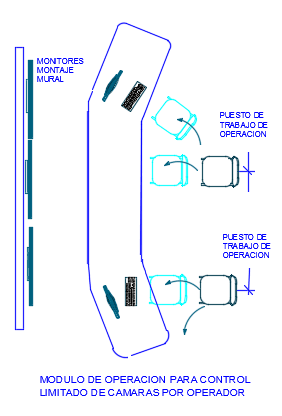 MONITORES
MONTAJE
MURAL
PUESTO DE
TRABAJO DE
OPERACION
PUESTO DE
TRABAJO DE
OPERACION
MODULO DE OPERACION PARA CONTROL
LIMITADO DE CAMARAS POR OPERADOR